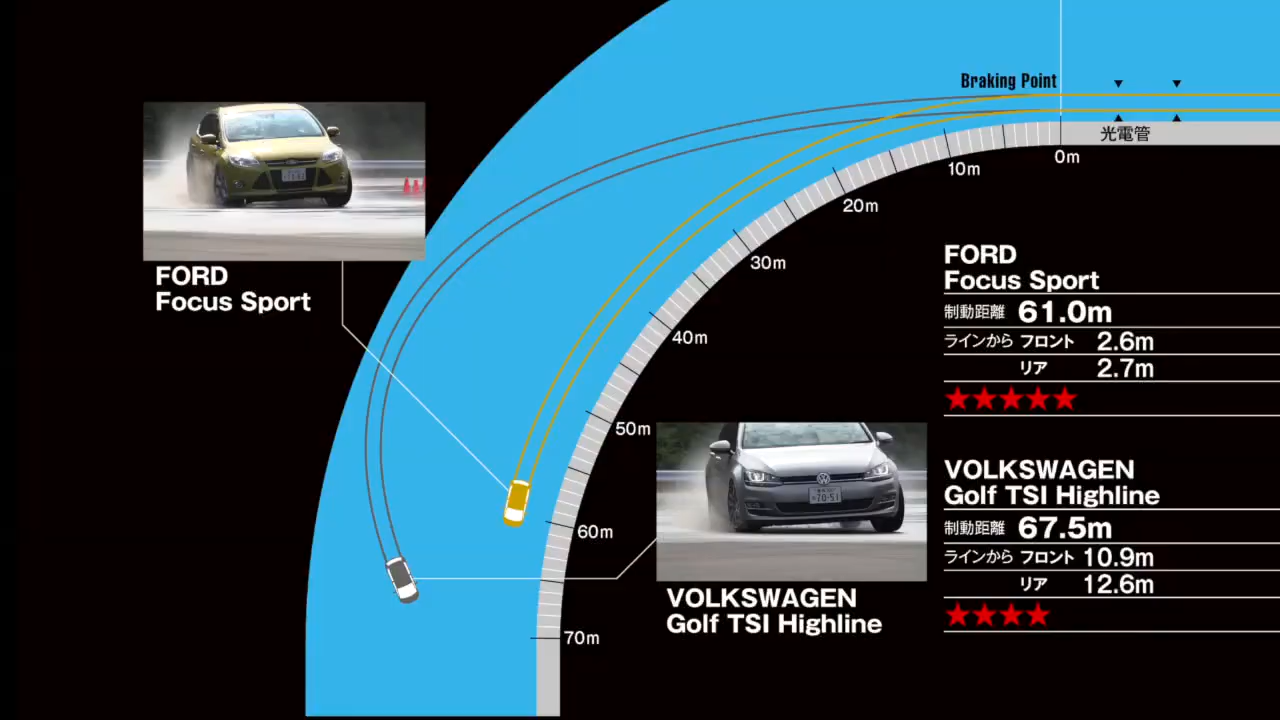 Braking Point
光電管
0m
10m
20m
30m
40m
50m
60m
70m
FORD
Focus Sport
VOLKSWAGEN
Golf TSI Highline
70-51
FORD
Focus Sport
制動距離 61.0m
ラインから フロント 2.6m
リア 2.7m
★★★★★
VOLKSWAGEN
Golf TSI Highline
制動距離 67.5m
ラインから フロント 10.9m
リア 12.6m
★★★★